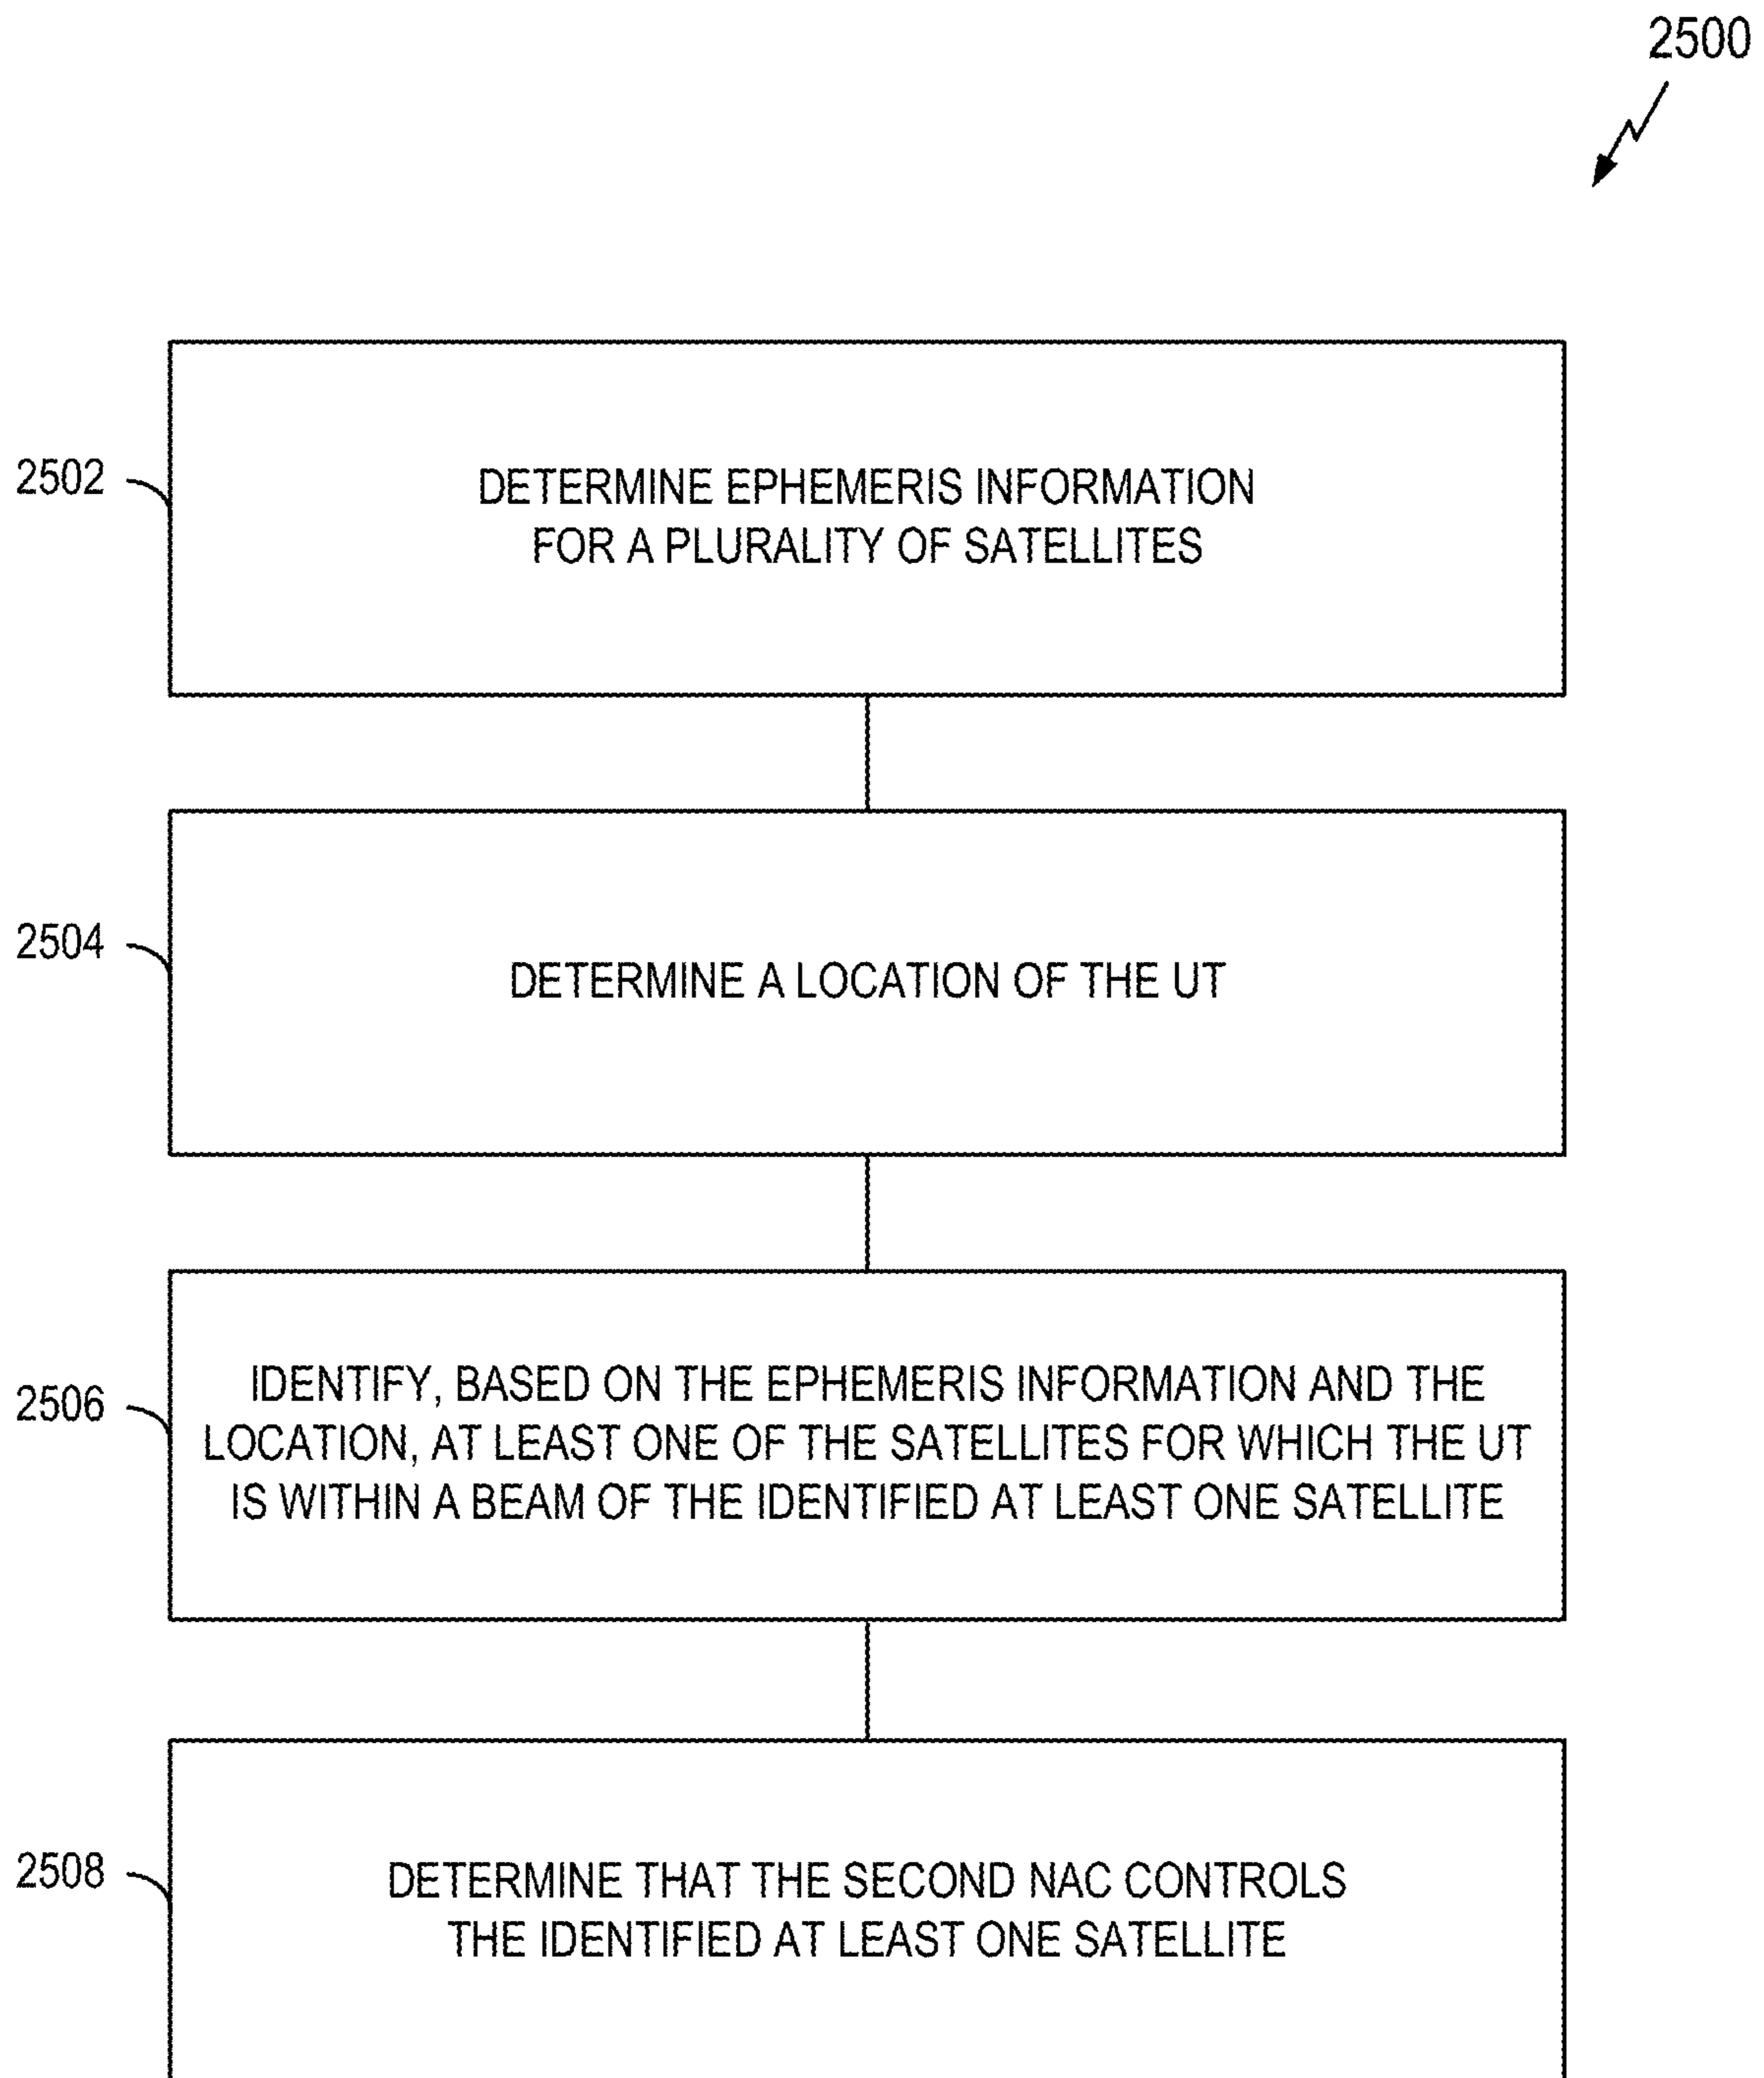 2500
2502
DETERMINE EPHEMERIS INFORMATION
FOR A PLURALITY OF SATELLITES
2504
DETERMINE A LOCATION OF THE UT
2506
IDENTIFY, BASED ON THE EPHEMERIS INFORMATION AND THE
LOCATION, AT LEAST ONE OF THE SATELLITES FOR WHICH THE UT
IS WITHIN A BEAM OF THE IDENTIFIED AT LEAST ONE SATELLITE
2508
DETERMINE THAT THE SECOND NAC CONTROLS
THE IDENTIFIED AT LEAST ONE SATELLITE